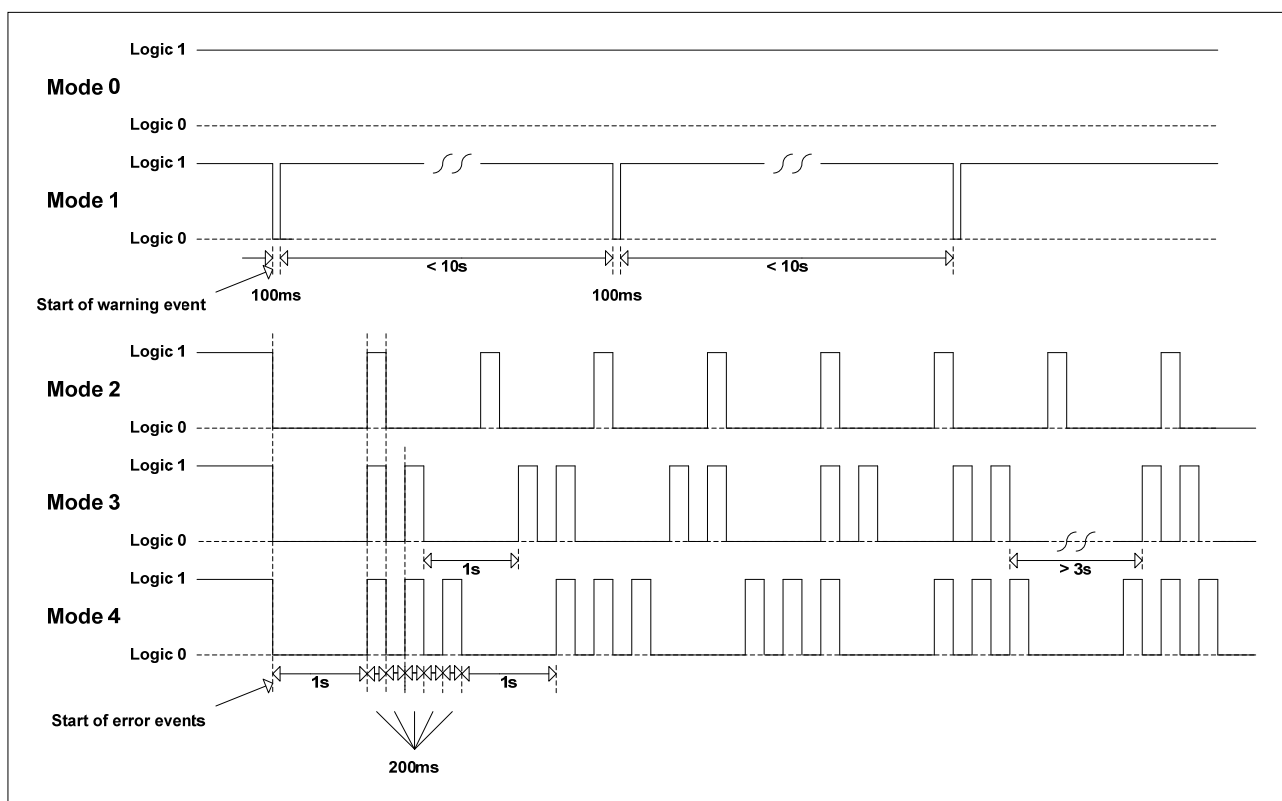 Logic 1
Mode 0
Logic 0
Logic 1
Mode 1
Logic 0
< 10s
< 10s
Start of warning event
100ms
100ms
Logic 1
Mode 2
Logic 0
Logic 1
Mode 3
Logic 0
1s
> 3s
Logic 1
Mode 4
Logic 0
1s
1s
Start of error events
200ms